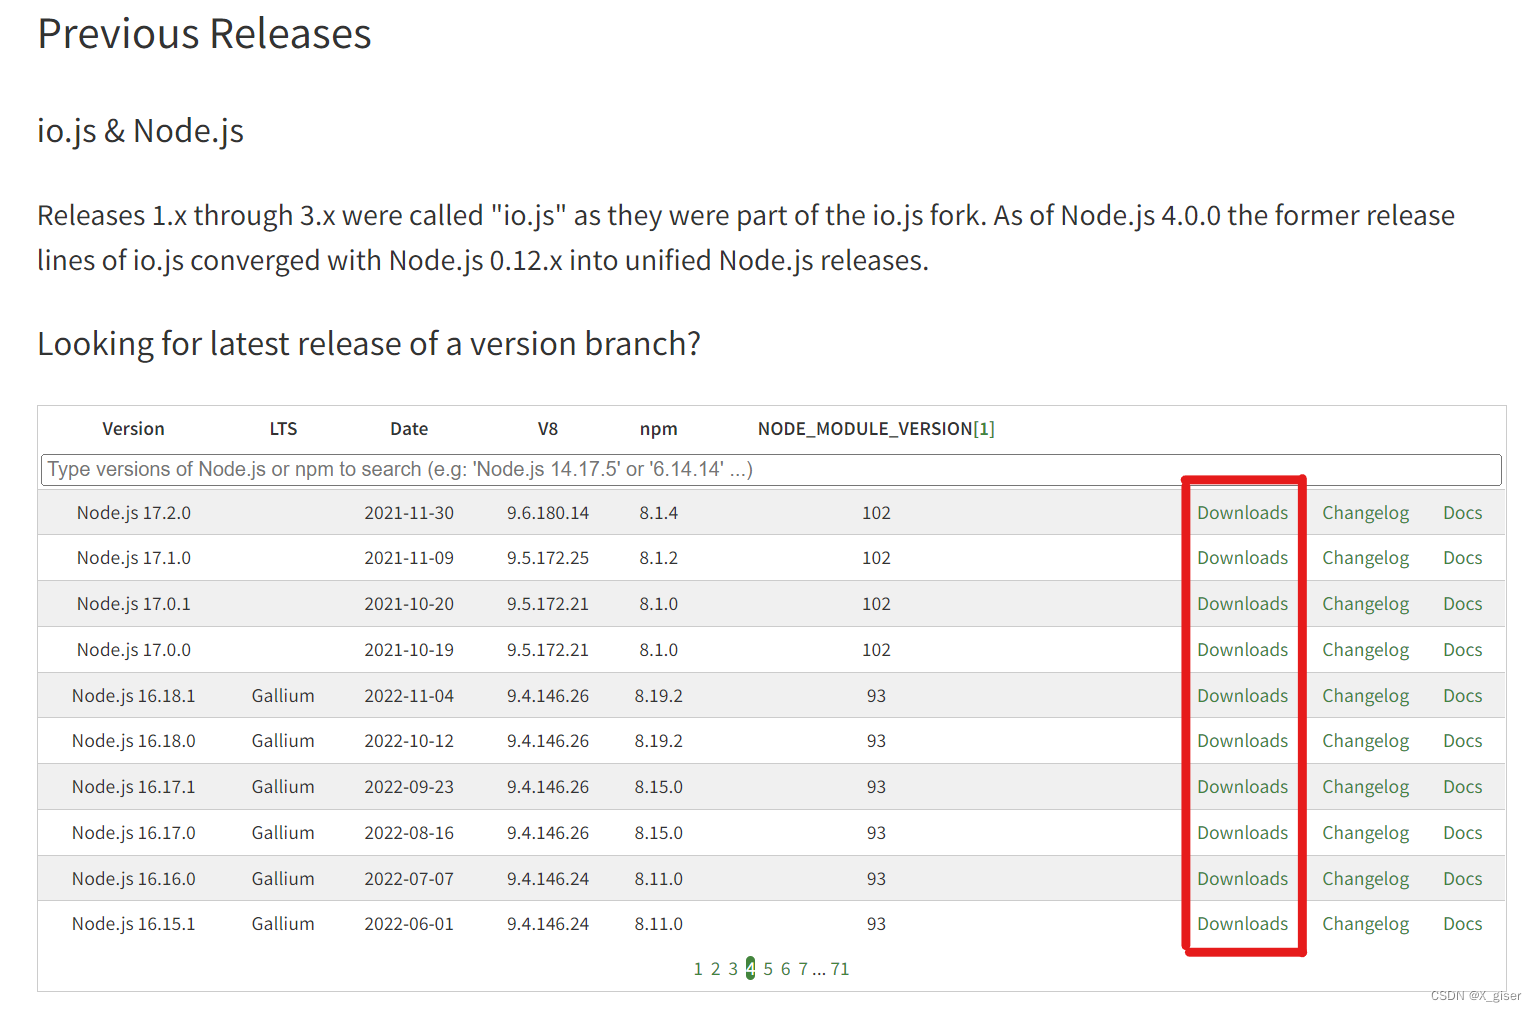 Previous Releases
io.js & Node.js
Releases 1.x through 3.x were called "io.js" as they were part of the io.js fork. As of Node.js 4.0.0 the former release
lines of io.js converged with Node.js 0.12.x into unified Node.js releases.
Looking for latest release of a version branch?
Version LTS Date V8 npm NODE_MODULE_VERSION[1]
Type versions of Node.js or npm to search (e.g: 'Node.js 14.17.5' or '6.14.14' ...)
Node.js 17.2.0 2021-11-30 9.6.180.14 8.1.4 102 Downloads Changelog Docs
Node.js 17.1.0 2021-11-09 9.5.172.25 8.1.2 102 Downloads Changelog Docs
Node.js 17.0.1 2021-10-20 9.5.172.21 8.1.0 102 Downloads Changelog Docs
Node.js 17.0.0 2021-10-19 9.5.172.21 8.1.0 102 Downloads Changelog Docs
Node.js 16.18.1 Gallium 2022-11-04 9.4.146.26 8.19.2 93 Downloads Changelog Docs
Node.js 16.18.0 Gallium 2022-10-12 9.4.146.26 8.19.2 93 Downloads Changelog Docs
Node.js 16.17.1 Gallium 2022-09-23 9.4.146.26 8.15.0 93 Downloads Changelog Docs
Node.js 16.17.0 Gallium 2022-08-16 9.4.146.26 8.15.0 93 Downloads Changelog Docs
Node.js 16.16.0 Gallium 2022-07-07 9.4.146.24 8.11.0 93 Downloads Changelog Docs
Node.js 16.15.1 Gallium 2022-06-01 9.4.146.24 8.11.0 93 Downloads Changelog Docs
1 2 3 4 5 6 7 ... 71
CSDN @X_giser